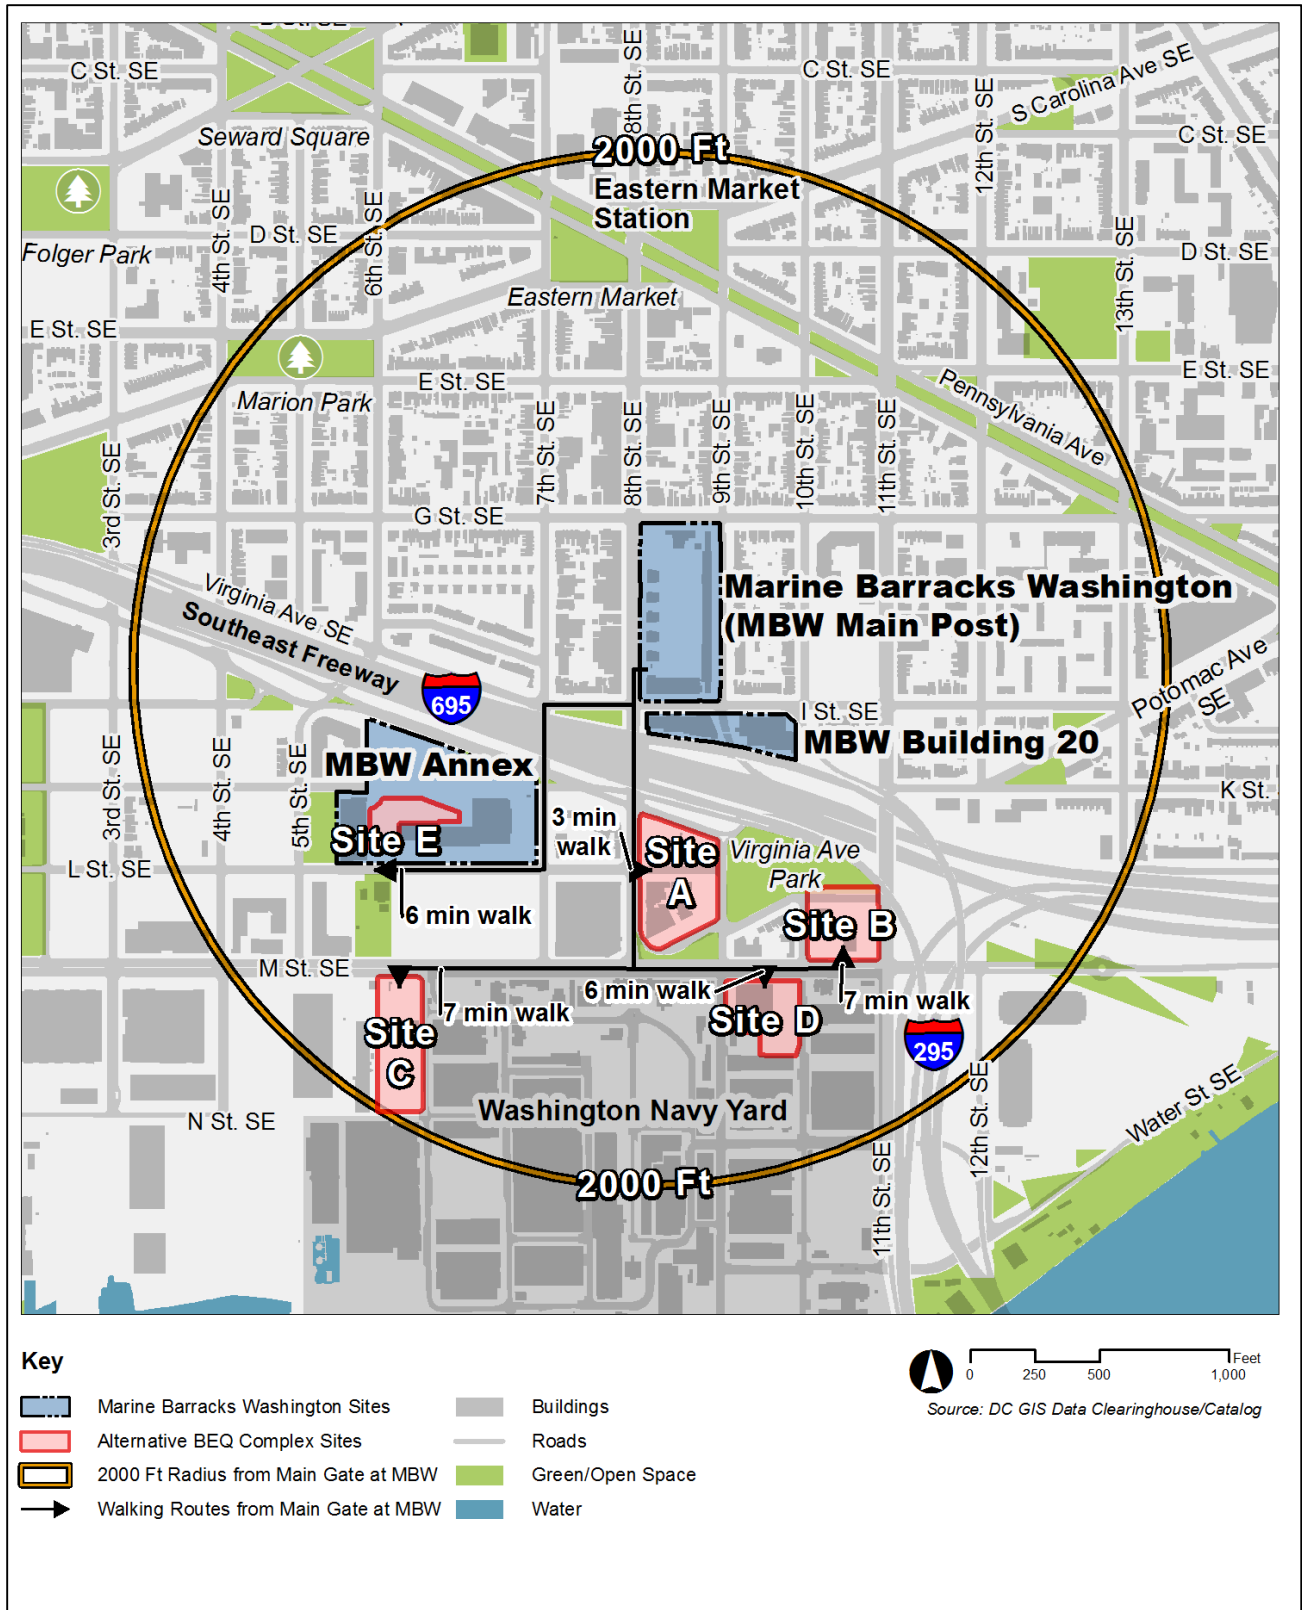 8th St. SE
C St. SE
C St. SE
S Carolina Ave SE
12th St. SE
C St. SE
Seward Square
2000 Ft
Eastern Market
Station
Folger Park
4th St. SE
D St. SE
6th St. SE
13th St. SE
D St. SE
Eastern Market
E St. SE
Marion Park
E St. SE
Pennsylvania Ave
E St. SE
3rd St. SE
7th St. SE
8th St. SE
9th St. SE
10th St. SE
11th St. SE
G St. SE
Marine Barracks Washington
(MBW Main Post)
Virginia Ave SE
Southeast Freeway
695
Potomac Ave
SE
I St. SE
MBW Building 20
MBW Annex
3rd St. SE
4th St. SE
5th St. SE
K St.
3 min
walk
Site E
Site
A
Virginia Ave
Park
L St. SE
6 min walk
Site B
M St. SE
7 min walk
6 min walk
7 min walk
Site
C
Site D
295
12th St. SE
Water St SE
N St. SE
Washington Navy Yard
11th St. SE
2000 Ft
Key
Marine Barracks Washington Sites
Alternative BEQ Complex Sites
2000 Ft Radius from Main Gate at MBW
Walking Routes from Main Gate at MBW
Buildings
Roads
Green/Open Space
Water
Feet
0 250 500 1,000
Source: DC GIS Data Clearinghouse/Catalog